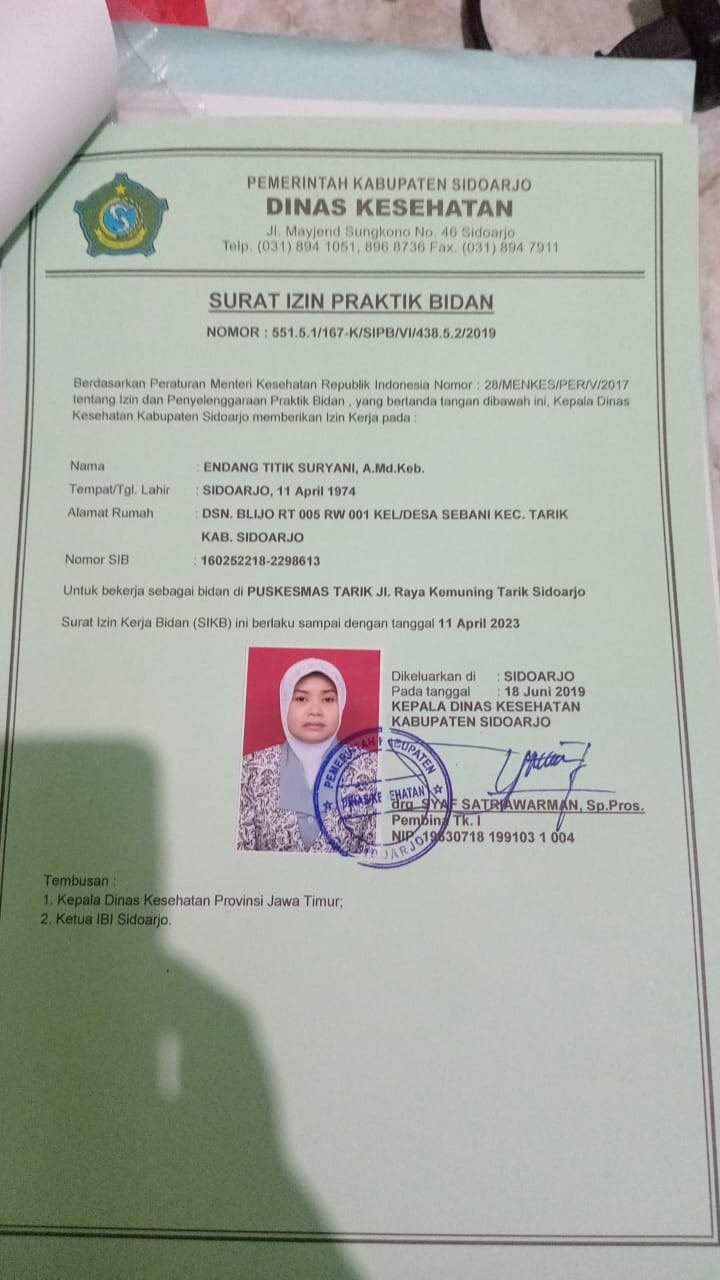 PEMERINTAH KABUPATEN SIDOARJO
DINAS KESEHATAN
Jl. Mayjend Sungkono No. 46 Sidoarjo
Telp. (031) 894 1051, 896 8736 Fax. (031) 894 7911
SURAT IZIN PRAKTIK BIDAN
NOMOR : 551.5.1/167-K/SIPB/VI/438.5.2/2019
Berdasarkan Peraturan Menteri Kesehatan Republik Indonesia Nomor : 28/MENKES/PER/V/2017
tentang Izin dan Penyelenggaraan Praktik Bidan , yang bertanda tangan dibawah ini, Kepala Dinas
Kesehatan Kabupaten Sidoarjo memberikan Izin Kerja pada :
Nama : ENDANG TITIK SURYANI, A.Md.Keb.
Tempat/Tgl. Lahir : SIDOARJO, 11 April 1974
Alamat Rumah : DSN. BLIJO RT 005 RW 001 KEL/DESA SEBANI KEC. TARIK
KAB. SIDOARJO
Nomor SIB : 160252218-2298613
Untuk bekerja sebagai bidan di PUSKESMAS TARIK Jl. Raya Kemuning Tarik Sidoarjo
Surat Izin Kerja Bidan (SIKB) ini berlaku sampai dengan tanggal 11 April 2023
Dikeluarkan di : SIDOARJO
Pada tanggal : 18 Juni 2019
KEPALA DINAS KESEHATAN
KABUPATEN SIDOARJO
PEMERINTAH KABUPATEN
DINAS KESEHATAN
SIDOARJO
drg. SYAF SATRIAWARMAN, Sp.Pros.
Pembina Tk. I
NIP. 19630718 199103 1 004
Tembusan :
1. Kepala Dinas Kesehatan Provinsi Jawa Timur;
2. Ketua IBI Sidoarjo.